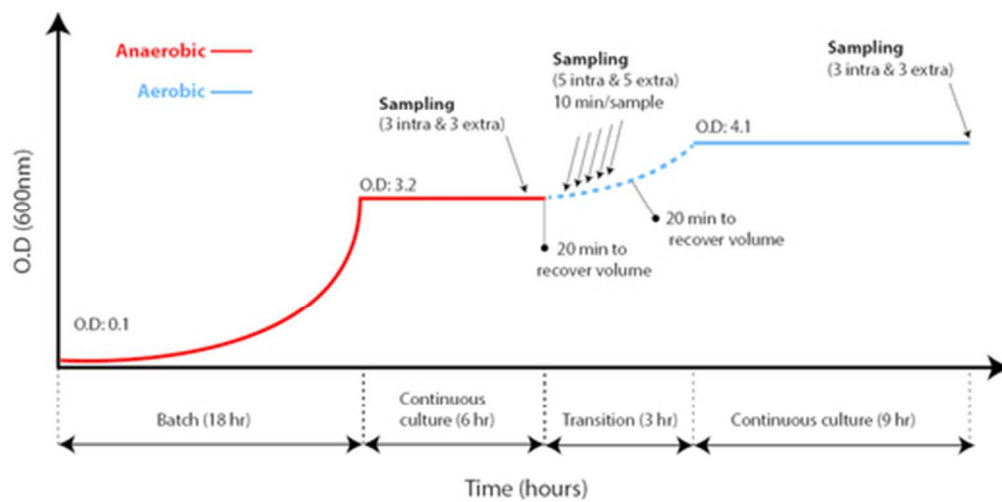 Anaerobic
Aerobic
Sampling
(3 intra & 3 extra)
Sampling
(5 intra & 5 extra)
10 min/sample
Sampling
(3 intra & 3 extra)
O.D: 4.1
O.D: 3.2
20 min to
recover volume
20 min to
recover volume
O.D: 0.1
O.D (600nm)
Batch (18 hr)
Continuous
culture (6 hr)
Transition (3 hr)
Continuous culture (9 hr)
Time (hours)